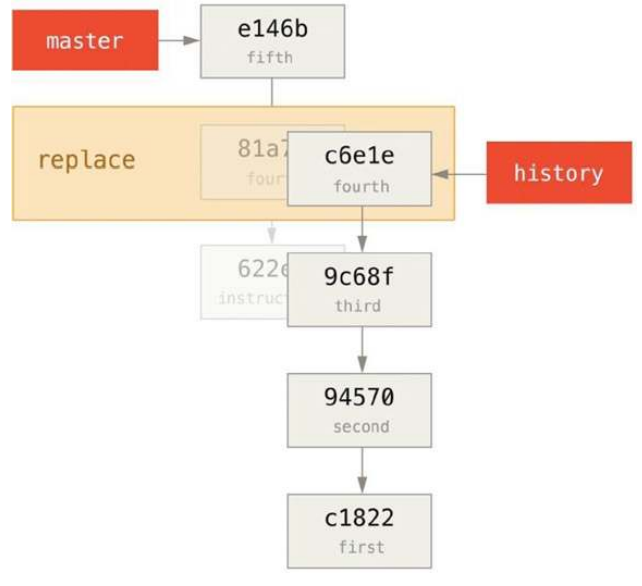 master
e146b
fifth
replace
81a7
four
c6e1e
fourth
history
622e
instruct
9c68f
third
94570
second
c1822
first